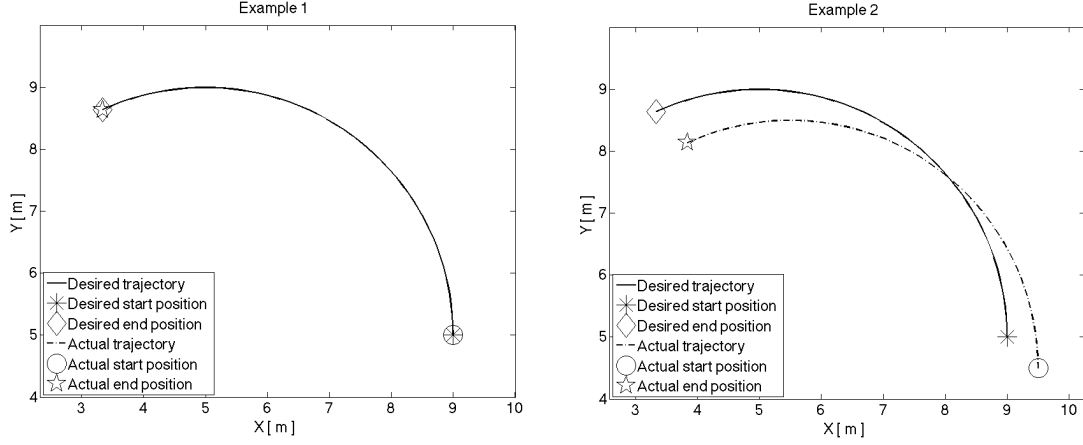 Example 1
9
8
7
6
5
4
Y [ m ]
3
4
5
6
7
8
9
10
X [ m ]
Desired trajectory
Desired start position
Desired end position
Actual trajectory
Actual start position
Actual end position
Example 2
9
8
7
6
5
4
Y [ m ]
3
4
5
6
7
8
9
10
X [ m ]
Desired trajectory
Desired start position
Desired end position
Actual trajectory
Actual start position
Actual end position